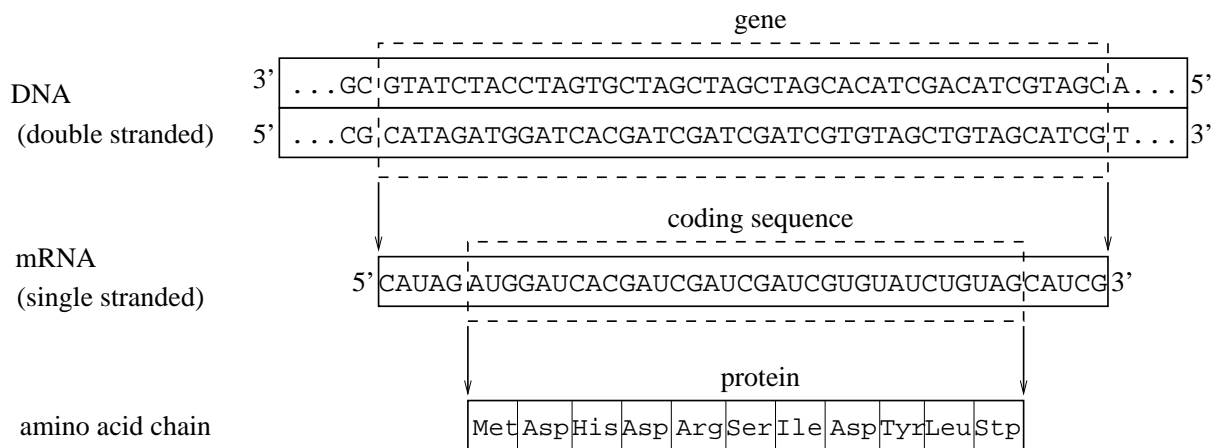 gene
DNA
(double stranded)
3’ ...GC GTATCTACCTAGTGCTAGCTAGCTAGCACATCGACATCGTAGC A... 5’
5’ ...CG CATAGATGGATCACGATCGATCGATCGTGTAGCTGTAGCATCG T... 3’
coding sequence
mRNA
(single stranded)
5’ CAUAG AUGGAUCACGAUCGAUCGAUCGUGUAUCUGUAG CAUCG 3’
protein
amino acid chain
Met Asp His Asp Arg Ser Ile Asp Tyr Leu Stp